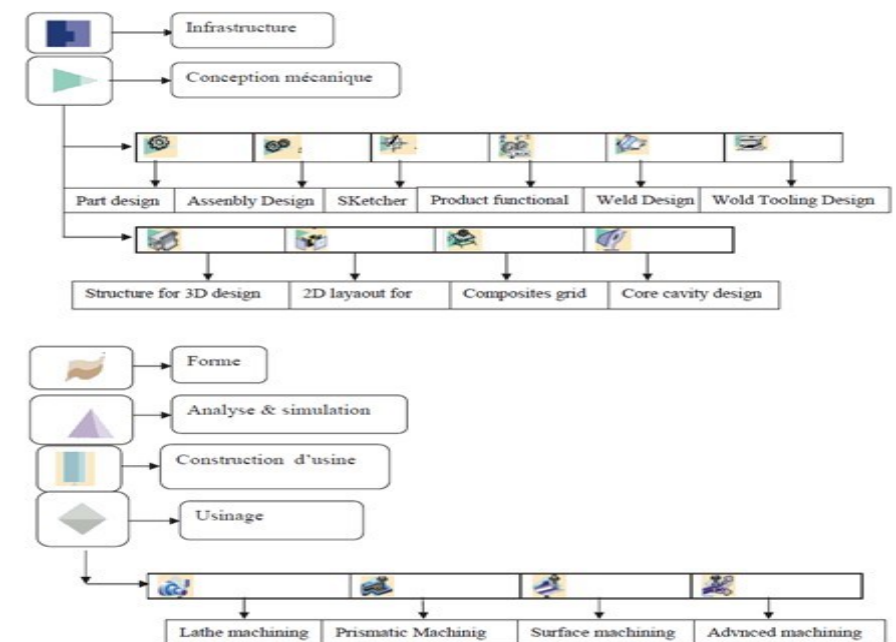 Infrastructure
Conception mécanique
Part design
Assenbly Design
SKetcher
Product functional
Weld Design
Wold Tooling Design
Structure for 3D design
2D layaout for
Composites grid
Core cavity design
Forme
Analyse & simulation
Construction d'usine
Usinage
Lathe machining
Prismatic Machinig
Surface machining
Advnced machining